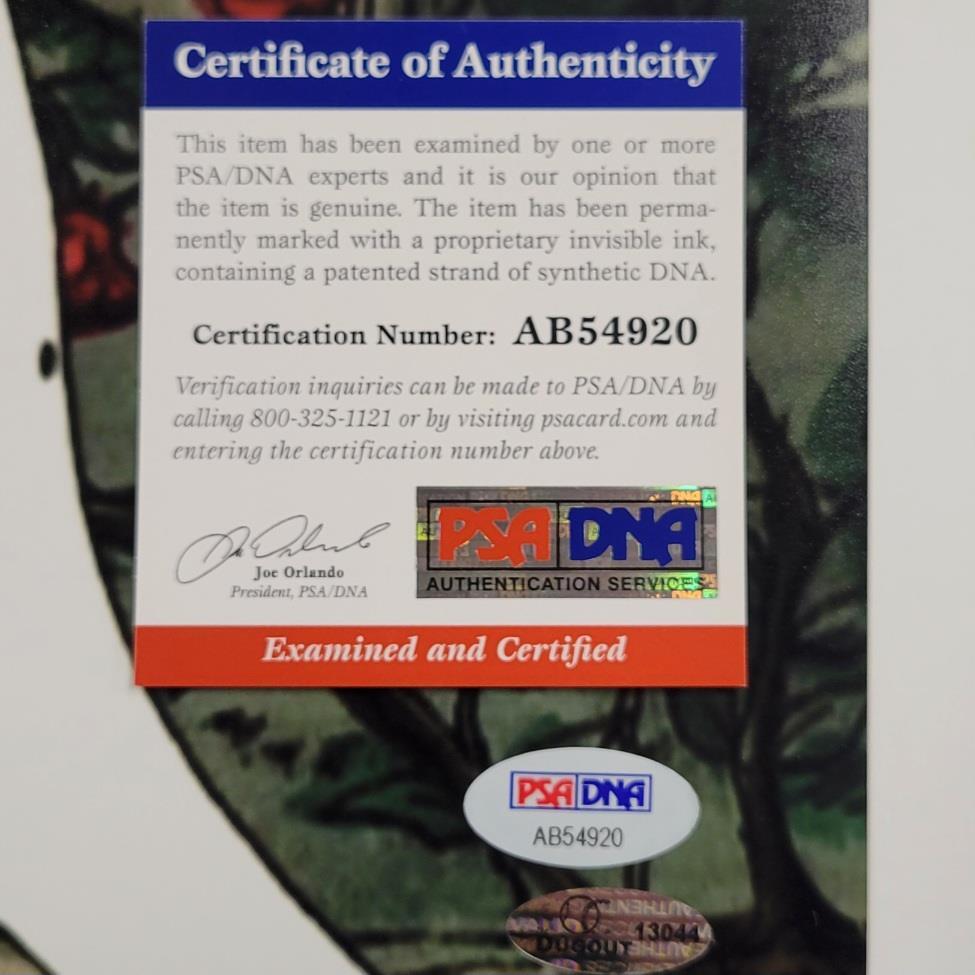 Certificate of Authenticity
This item has been examined by one or more
PSA/DNA experts and it is our opinion that
the item is genuine. The item has been perma-
nently marked with a proprietary invisible ink,
containing a patented strand of synthetic DNA.
Certification Number: AB54920
Verification inquiries can be made to PSA/DNA by
calling 800-325-1121 or by visiting psacard.com and
entering the certification number above.
Joe Orlando
President, PSA/DNA
PSA DNA
AUTHENTICATION SERVICES
Examined and Certified
PSA DNA
AB54920
DUGOUT 13044